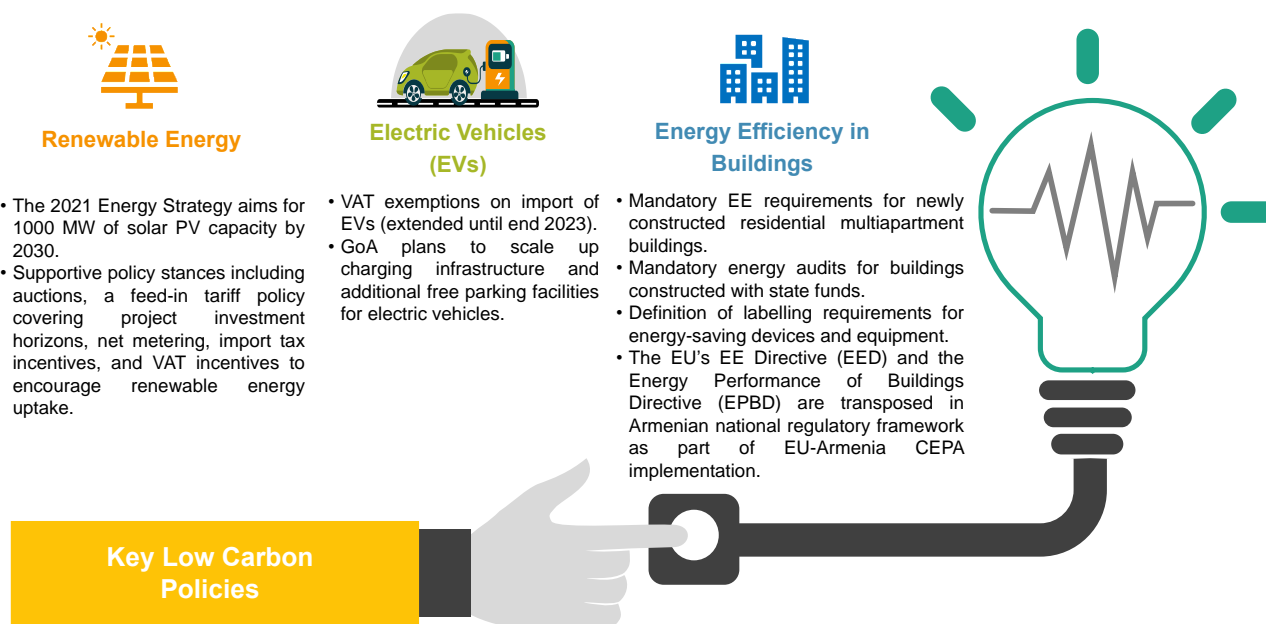 Renewable Energy
• The 2021 Energy Strategy aims for
1000 MW of solar PV capacity by
2030.
• Supportive policy stances including
auctions, a feed-in tariff policy
covering project investment
horizons, net metering, import tax
incentives, and VAT incentives to
encourage renewable energy
uptake.
Electric Vehicles
(EVs)
• VAT exemptions on import of
EVs (extended until end 2023).
• GoA plans to scale up
charging infrastructure and
additional free parking facilities
for electric vehicles.
Energy Efficiency in
Buildings
• Mandatory EE requirements for newly
constructed residential multiapartment
buildings.
• Mandatory energy audits for buildings
constructed with state funds.
• Definition of labelling requirements for
energy-saving devices and equipment.
• The EU’s EE Directive (EED) and the
Energy Performance of Buildings
Directive (EPBD) are transposed in
Armenian national regulatory framework
as part of EU-Armenia CEPA
implementation.
Key Low Carbon
Policies